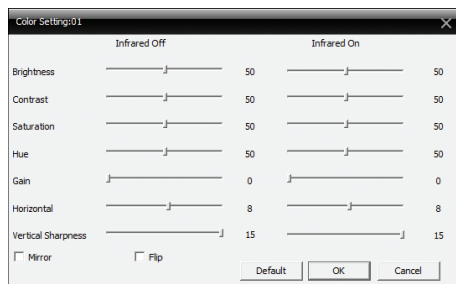 Color Setting:01
Infrared Off Infrared On
Brightness 50 50
Contrast 50 50
Saturation 50 50
Hue 50 50
Gain 0 0
Horizontal 8 8
Vertical Sharpness 15 15
Mirror Flip
Default OK Cancel